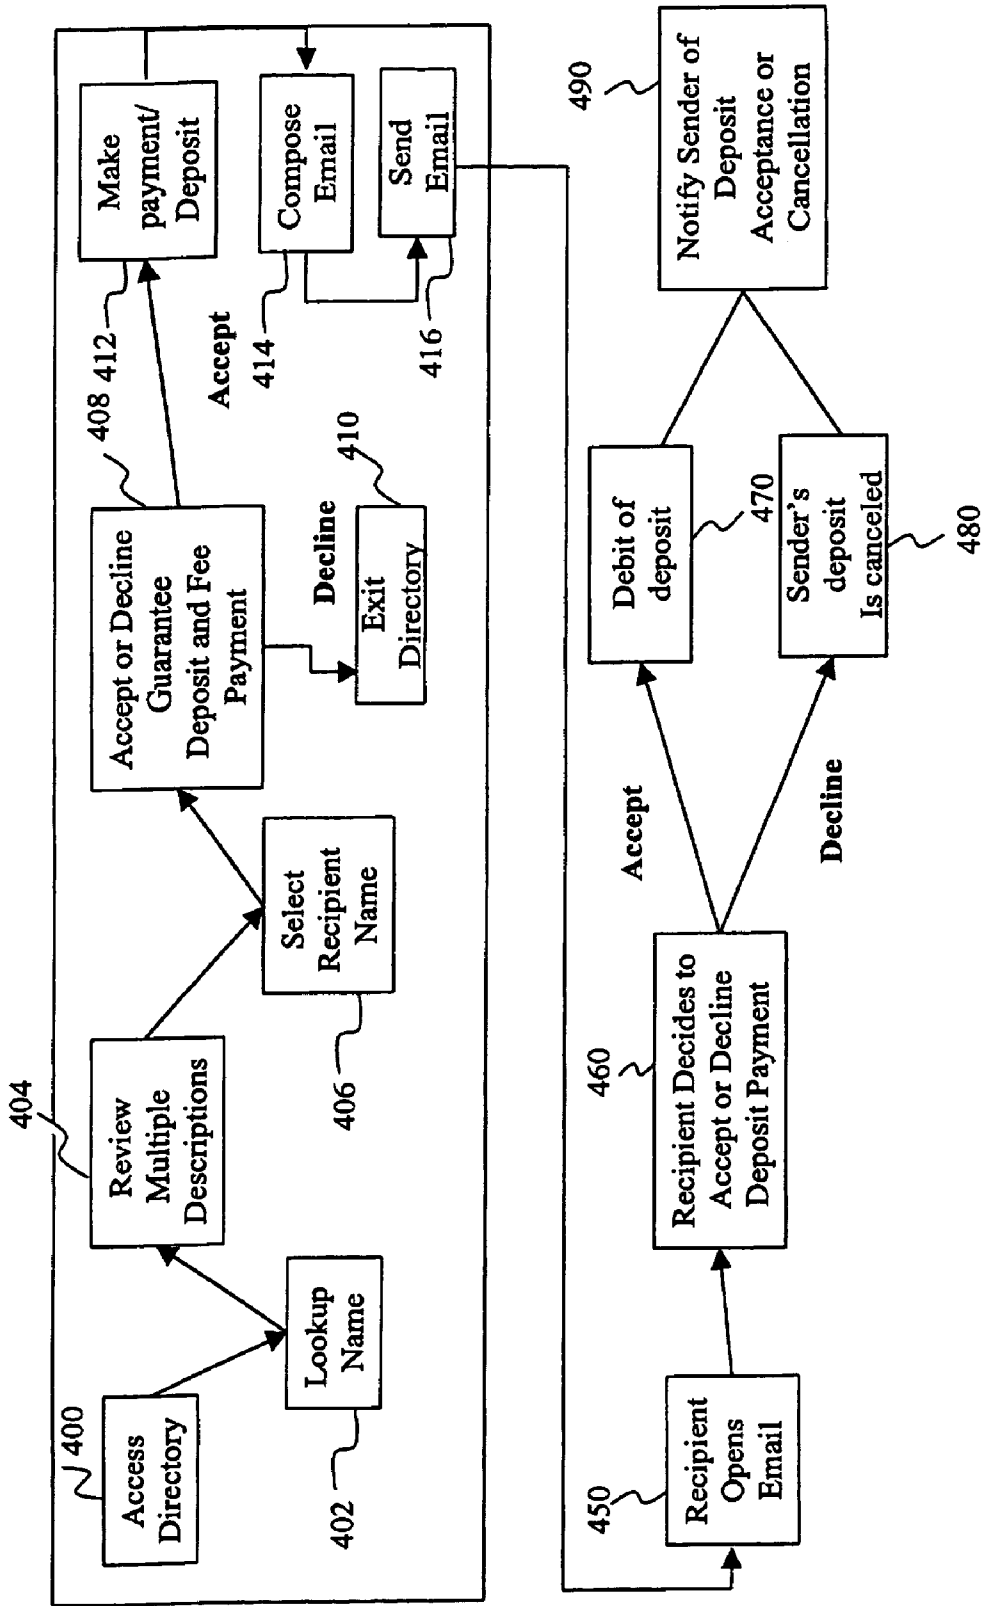 400
Access
Directory
402
Lookup
Name
404
Review
Multiple
Descriptions
406
Select
Recipient
Name
408
Accept or Decline
Guarantee
Deposit and Fee
Payment
Decline
410
Exit
Directory
412
Make
payment/
Deposit
Accept
414
Compose
Email
416
Send
Email
450
Recipient
Opens
Email
460
Recipient Decides to
Accept or Decline
Deposit Payment
Accept
Decline
Debit of
deposit
470
Sender's
deposit
Is canceled
480
490
Notify Sender of
Deposit
Acceptance or
Cancellation